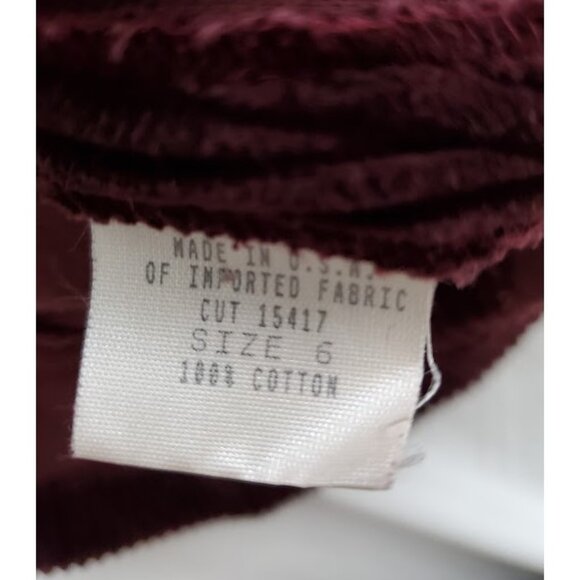 MADE IN U.S.A.
OF IMPORTED FABRIC
CUT 15417
SIZE 6
100% COTTON